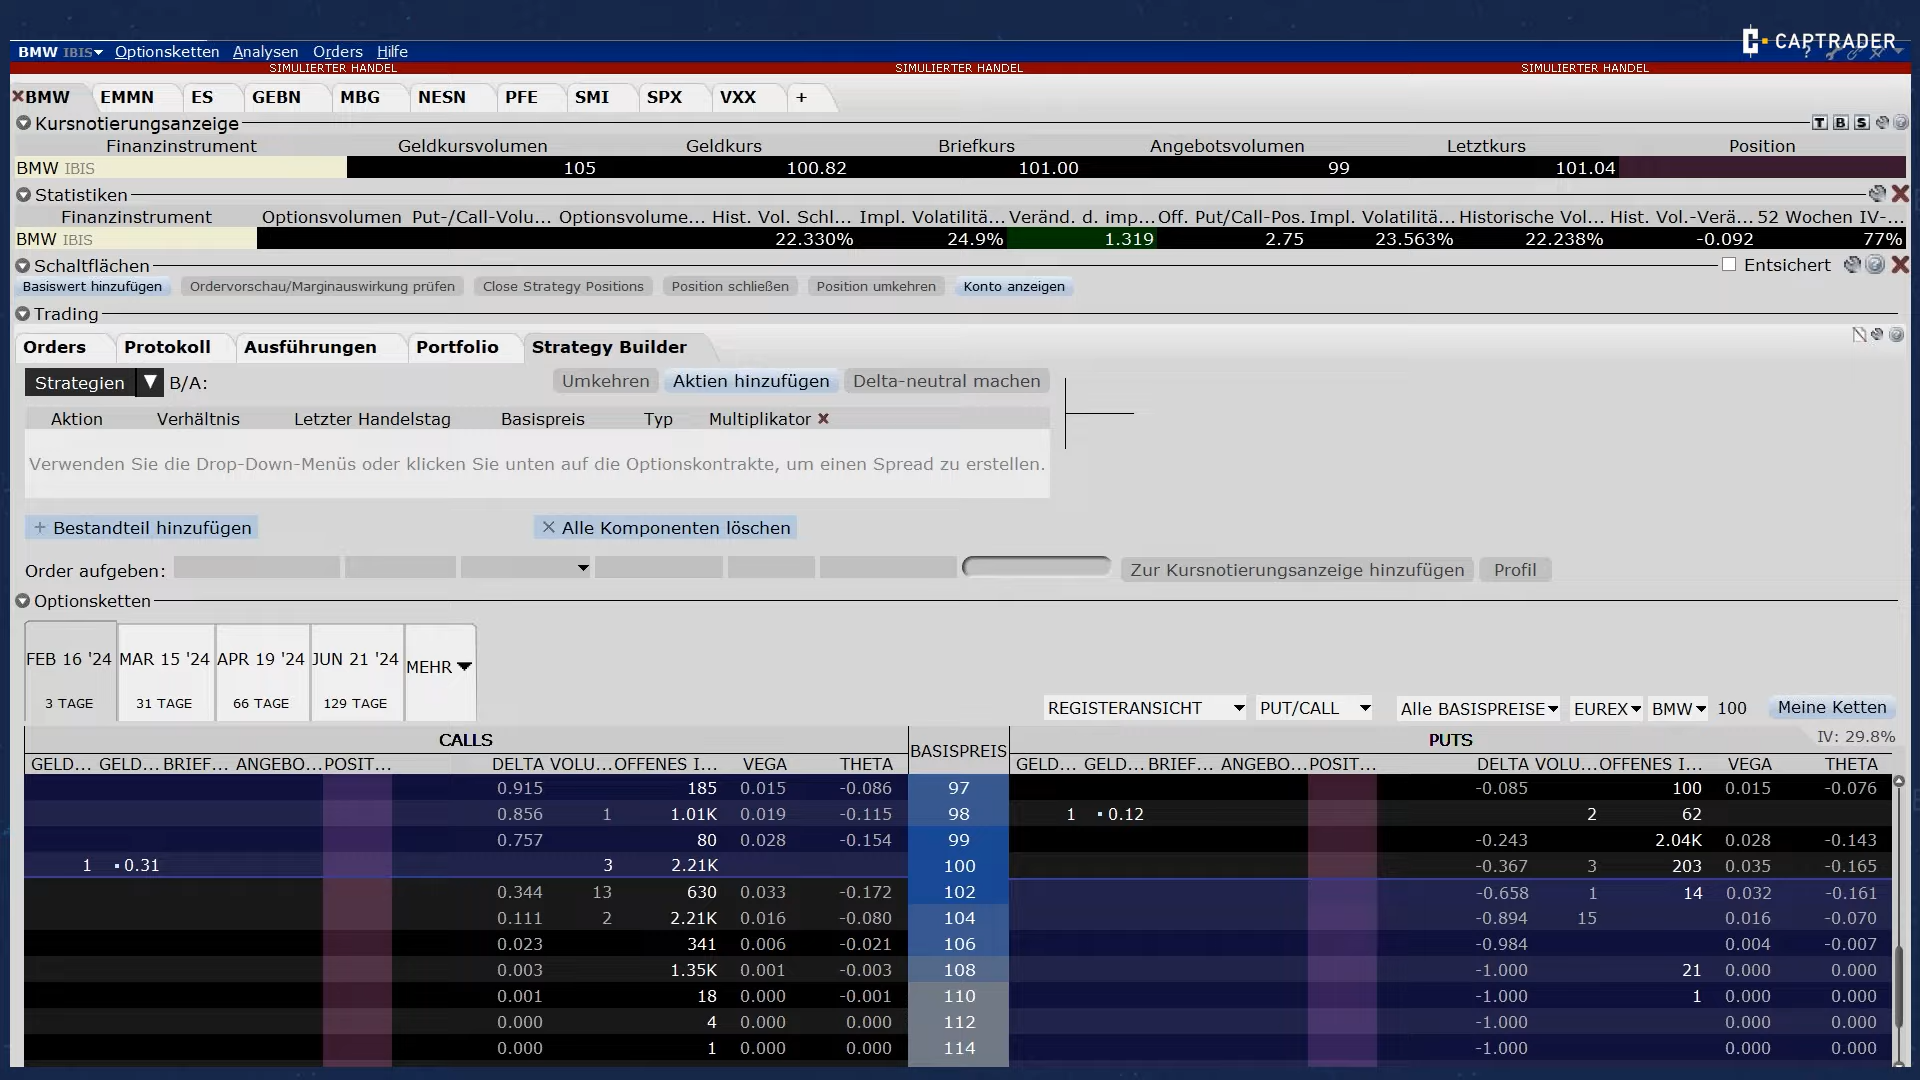 CAPTRADER
BMW IBIS Optionsketten Analysen Orders Hilfe
SIMULIERTER HANDEL SIMULIERTER HANDEL SIMULIERTER HANDEL
BMW EMMN ES GEBN MBG NESN PFE SMI SPX VXX +
Kursnotierungsanzeige T B S
Finanzinstrument Geldkursvolumen Geldkurs Briefkurs Angebotsvolumen Letztkurs Position
BMW IBIS 105 100.82 101.00 99 101.04
Statistiken
Finanzinstrument Optionsvolumen Put-/Call-Volu... Optionsvolume... Hist. Vol. Schl... Impl. Volatilitä... Veränd. d. imp... Off. Put/Call-Pos. Impl. Volatilitä... Historische Vol... Hist. Vol.-Verä... 52 Wochen IV-...
BMW IBIS 22.330% 24.9% 1.319 2.75 23.563% 22.238% -0.092 77%
Schaltflächen Entsichert
Basiswert hinzufügen Ordervorschau/Marginauswirkung prüfen Close Strategy Positions Position schließen Position umkehren Konto anzeigen
Trading
Orders Protokoll Ausführungen Portfolio Strategy Builder
Strategien B/A: Umkehren Aktien hinzufügen Delta-neutral machen
Aktion Verhältnis Letzter Handelstag Basispreis Typ Multiplikator
Verwenden Sie die Drop-Down-Menüs oder klicken Sie unten auf die Optionskontrakte, um einen Spread zu erstellen.
+ Bestandteil hinzufügen × Alle Komponenten löschen
Order aufgeben: Zur Kursnotierungsanzeige hinzufügen Profil
Optionsketten
FEB 16 '24 MAR 15 '24 APR 19 '24 JUN 21 '24 MEHR
3 TAGE 31 TAGE 66 TAGE 129 TAGE
REGISTERANSICHT PUT/CALL Alle BASISPREISE EUREX BMW 100 Meine Ketten
CALLS BASISPREIS PUTS IV: 29.8%
GELD... GELD... BRIEF... ANGEBO... POSIT... DELTA VOLU... OFFENES I... VEGA THETA GELD... GELD... BRIEF... ANGEBO... POSIT... DELTA VOLU... OFFENES I... VEGA THETA
0.915 185 0.015 -0.086 97 -0.085 100 0.015 -0.076
0.856 1 1.01K 0.019 -0.115 98 1 0.12 2 62
0.757 80 0.028 -0.154 99 -0.243 2.04K 0.028 -0.143
1 0.31 3 2.21K 100 -0.367 3 203 0.035 -0.165
0.344 13 630 0.033 -0.172 102 -0.658 1 14 0.032 -0.161
0.111 2 2.21K 0.016 -0.080 104 -0.894 15 0.016 -0.070
0.023 341 0.006 -0.021 106 -0.984 0.004 -0.007
0.003 1.35K 0.001 -0.003 108 -1.000 21 0.000 0.000
0.001 18 0.000 -0.001 110 -1.000 1 0.000 0.000
0.000 4 0.000 0.000 112 -1.000 0.000 0.000
0.000 1 0.000 0.000 114 -1.000 0.000 0.000